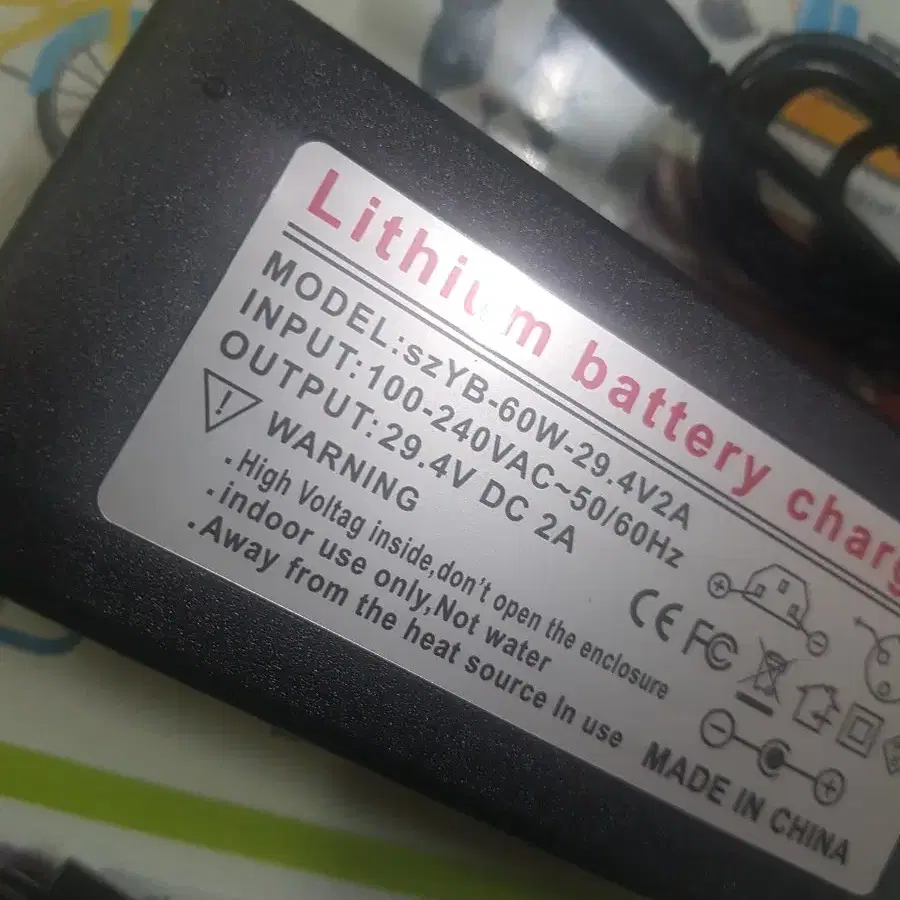 Lithium battery charg
MODEL:szYB-60W-29.4V2A
INPUT:100-240VAC~50/60Hz
OUTPUT:29.4V DC 2A
WARNING
.High Voltag inside,don't open the enclosure
.indoor use only,Not water
.Away from the heat source In use
CE FC
MADE IN CHINA